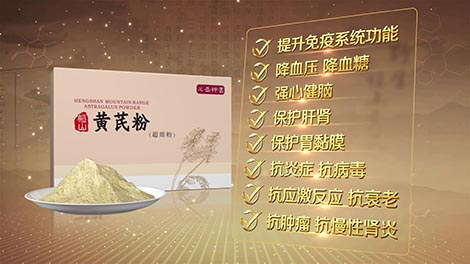 HENGSHAN MOUNTAIN RANGE
ASTRAGALUS POWDER
黄芪粉
(超细粉)
提升免疫系统功能
降血压 降血糖
强心健脑
保护肝肾
保护胃黏膜
抗炎症 抗病毒
抗应激反应 抗衰老
抗肿瘤 抗慢性肾炎